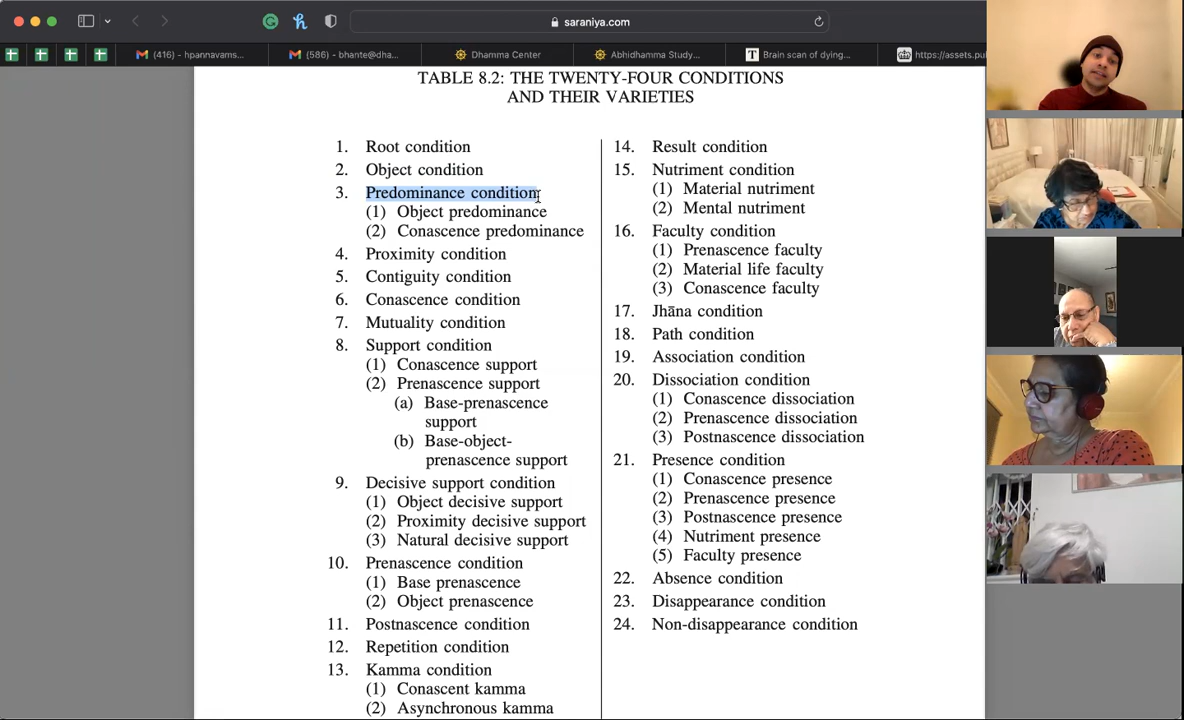 saraniya.com
(416) - hpannavams...
(586) - bhante@dha...
Dhamma Center
Abhidhamma Study...
T
Brain scan of dying...
https://assets.pu
TABLE 8.2: THE TWENTY-FOUR CONDITIONS
AND THEIR VARIETIES
1. Root condition
2. Object condition
3. Predominance condition
(1) Object predominance
(2) Conascence predominance
4. Proximity condition
5. Contiguity condition
6. Conascence condition
7. Mutuality condition
8. Support condition
(1) Conascence support
(2) Prenascence support
(a) Base-prenascence
support
(b) Base-object-
prenascence support
9. Decisive support condition
(1) Object decisive support
(2) Proximity decisive support
(3) Natural decisive support
10. Prenascence condition
(1) Base prenascence
(2) Object prenascence
11. Postnascence condition
12. Repetition condition
13. Kamma condition
(1) Conascent kamma
(2) Asynchronous kamma
14. Result condition
15. Nutriment condition
(1) Material nutriment
(2) Mental nutriment
16. Faculty condition
(1) Prenascence faculty
(2) Material life faculty
(3) Conascence faculty
17. Jhāna condition
18. Path condition
19. Association condition
20. Dissociation condition
(1) Conascence dissociation
(2) Prenascence dissociation
(3) Postnascence dissociation
21. Presence condition
(1) Conascence presence
(2) Prenascence presence
(3) Postnascence presence
(4) Nutriment presence
(5) Faculty presence
22. Absence condition
23. Disappearance condition
24. Non-disappearance condition